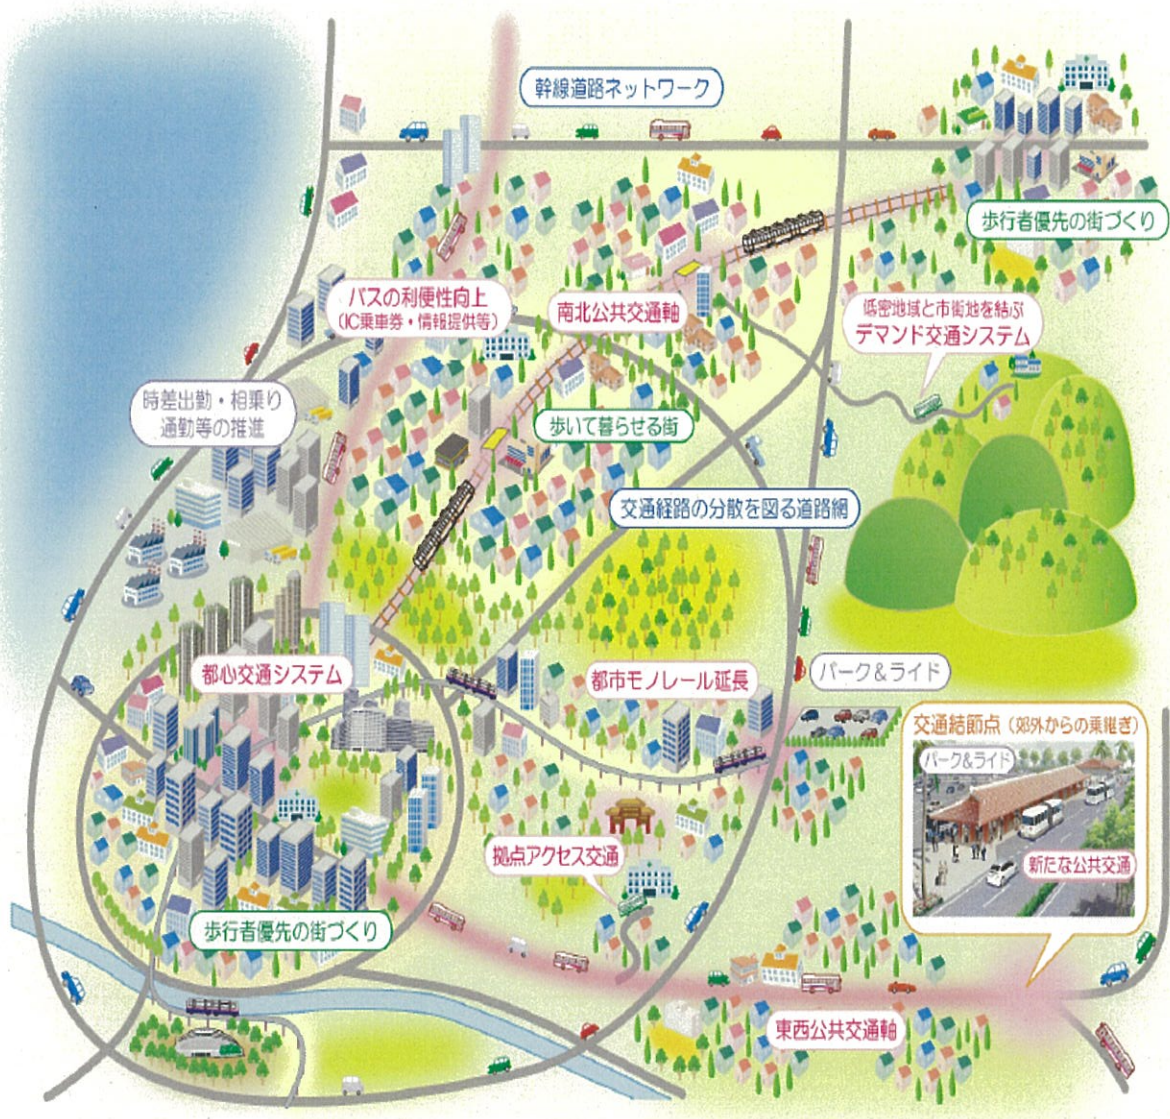 幹線道路ネットワーク
歩行者優先の街づくり
バスの利便性向上
(IC乗車券・情報提供等)
南北公共交通軸
低密地域と市街地を結ぶ
デマンド交通システム
時差出勤・相乗り
通勤等の推進
歩いて暮らせる街
交通経路の分散を図る道路網
都心交通システム
都市モノレール延長
パーク&ライド
交通結節点(郊外からの乗継ぎ)
パーク&ライド
新たな公共交通
拠点アクセス交通
歩行者優先の街づくり
東西公共交通軸